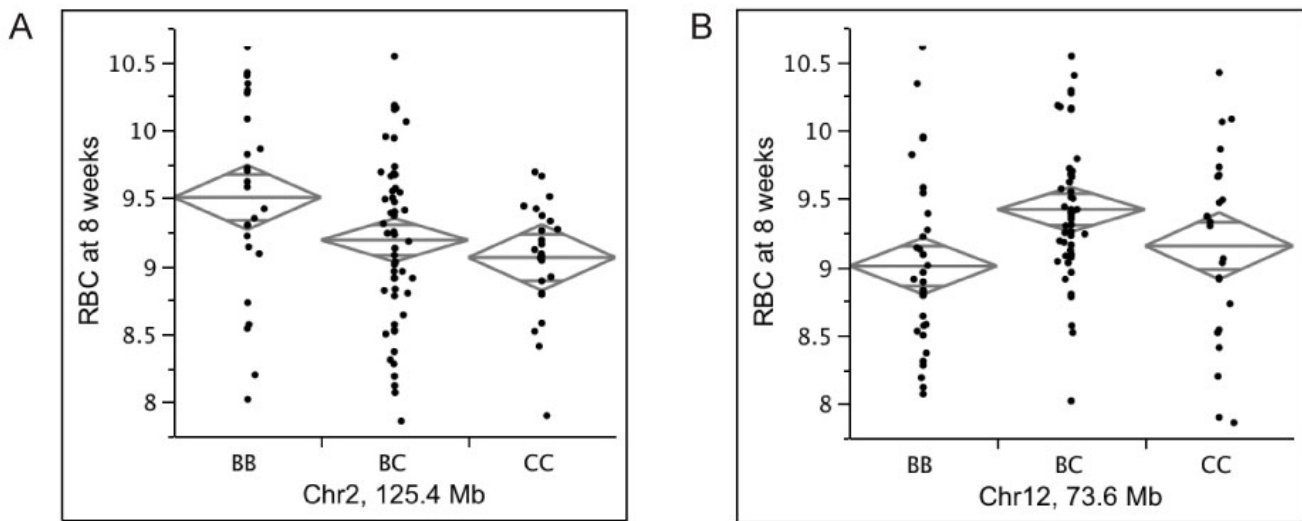 A
RBC at 8 weeks
10.5
10
9.5
9
8.5
8
BB
BC
CC
Chr2, 125.4 Mb
B
RBC at 8 weeks
10.5
10
9.5
9
8.5
8
BB
BC
CC
Chr12, 73.6 Mb